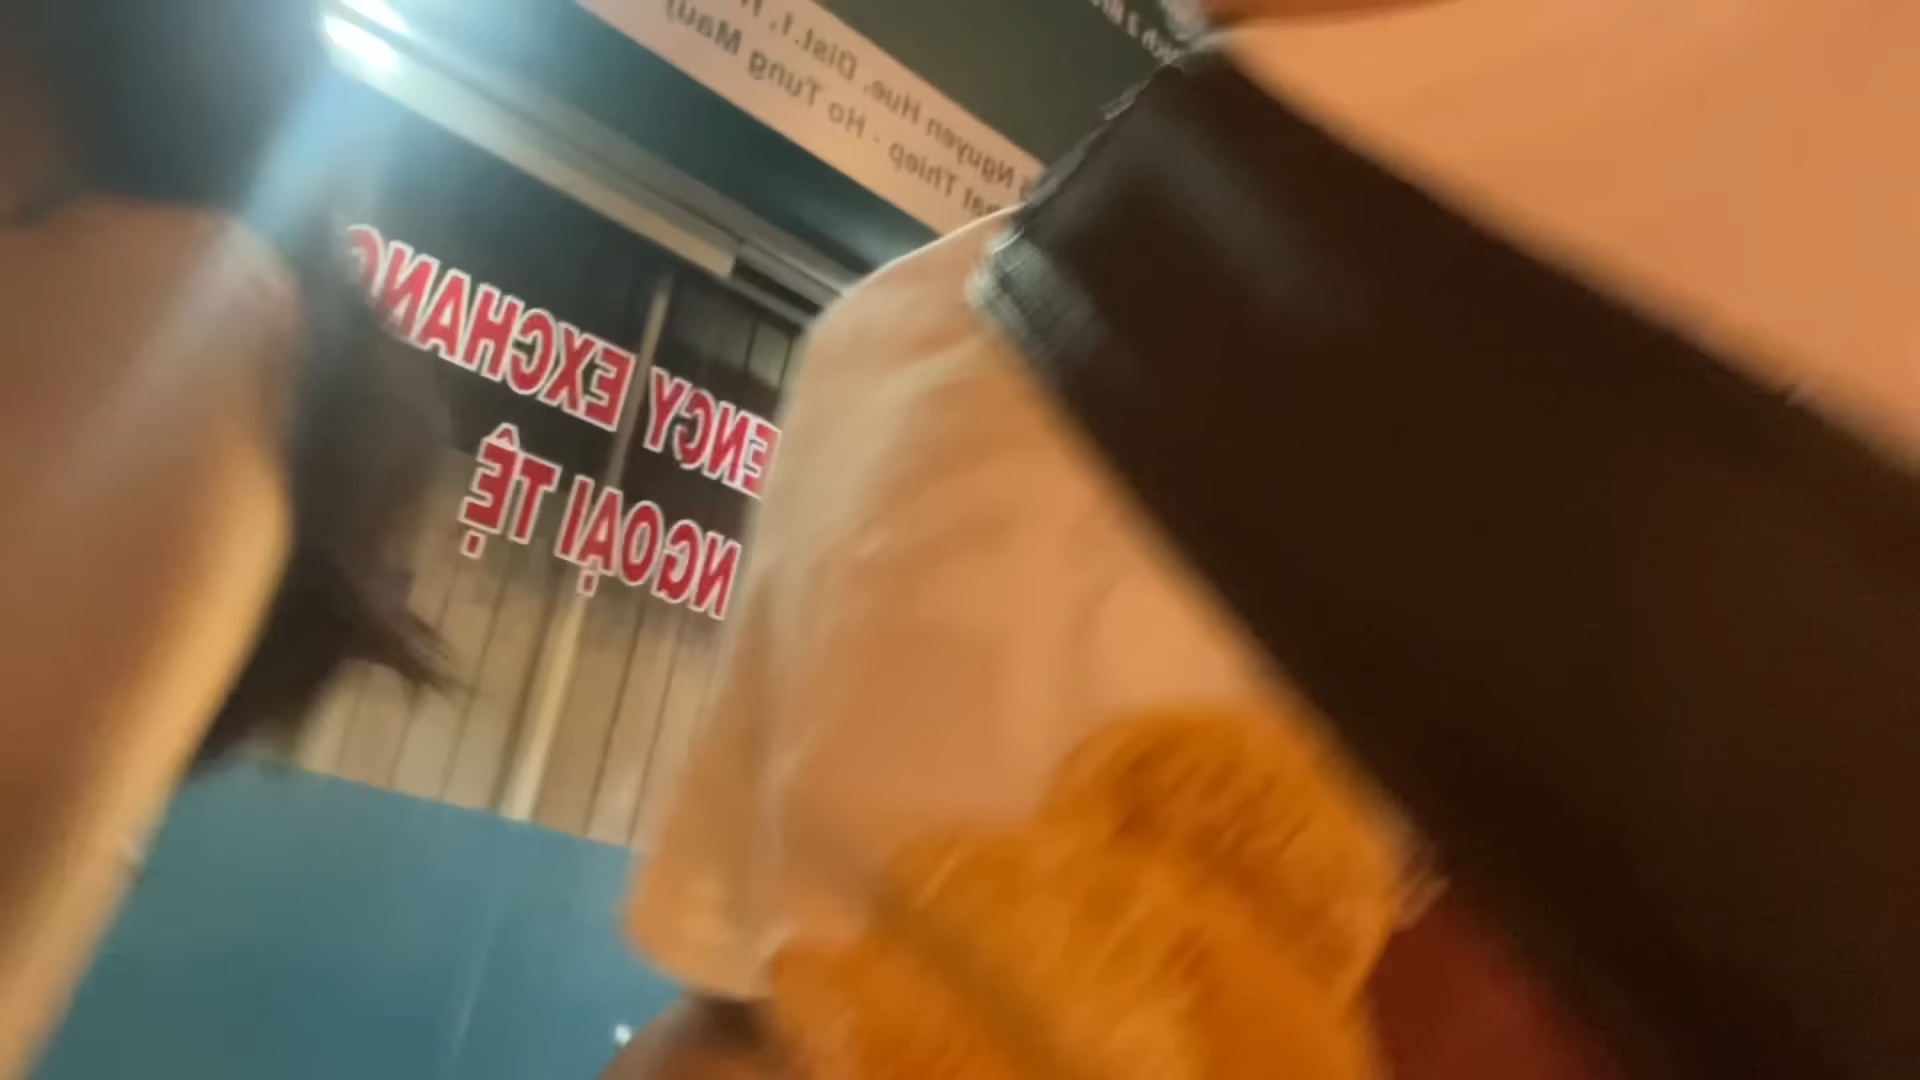 Nguyen Hue, Dist.1,
Thiep - Ho Tung Mau)
ENCY EXCHANG
NGOẠI TỆ